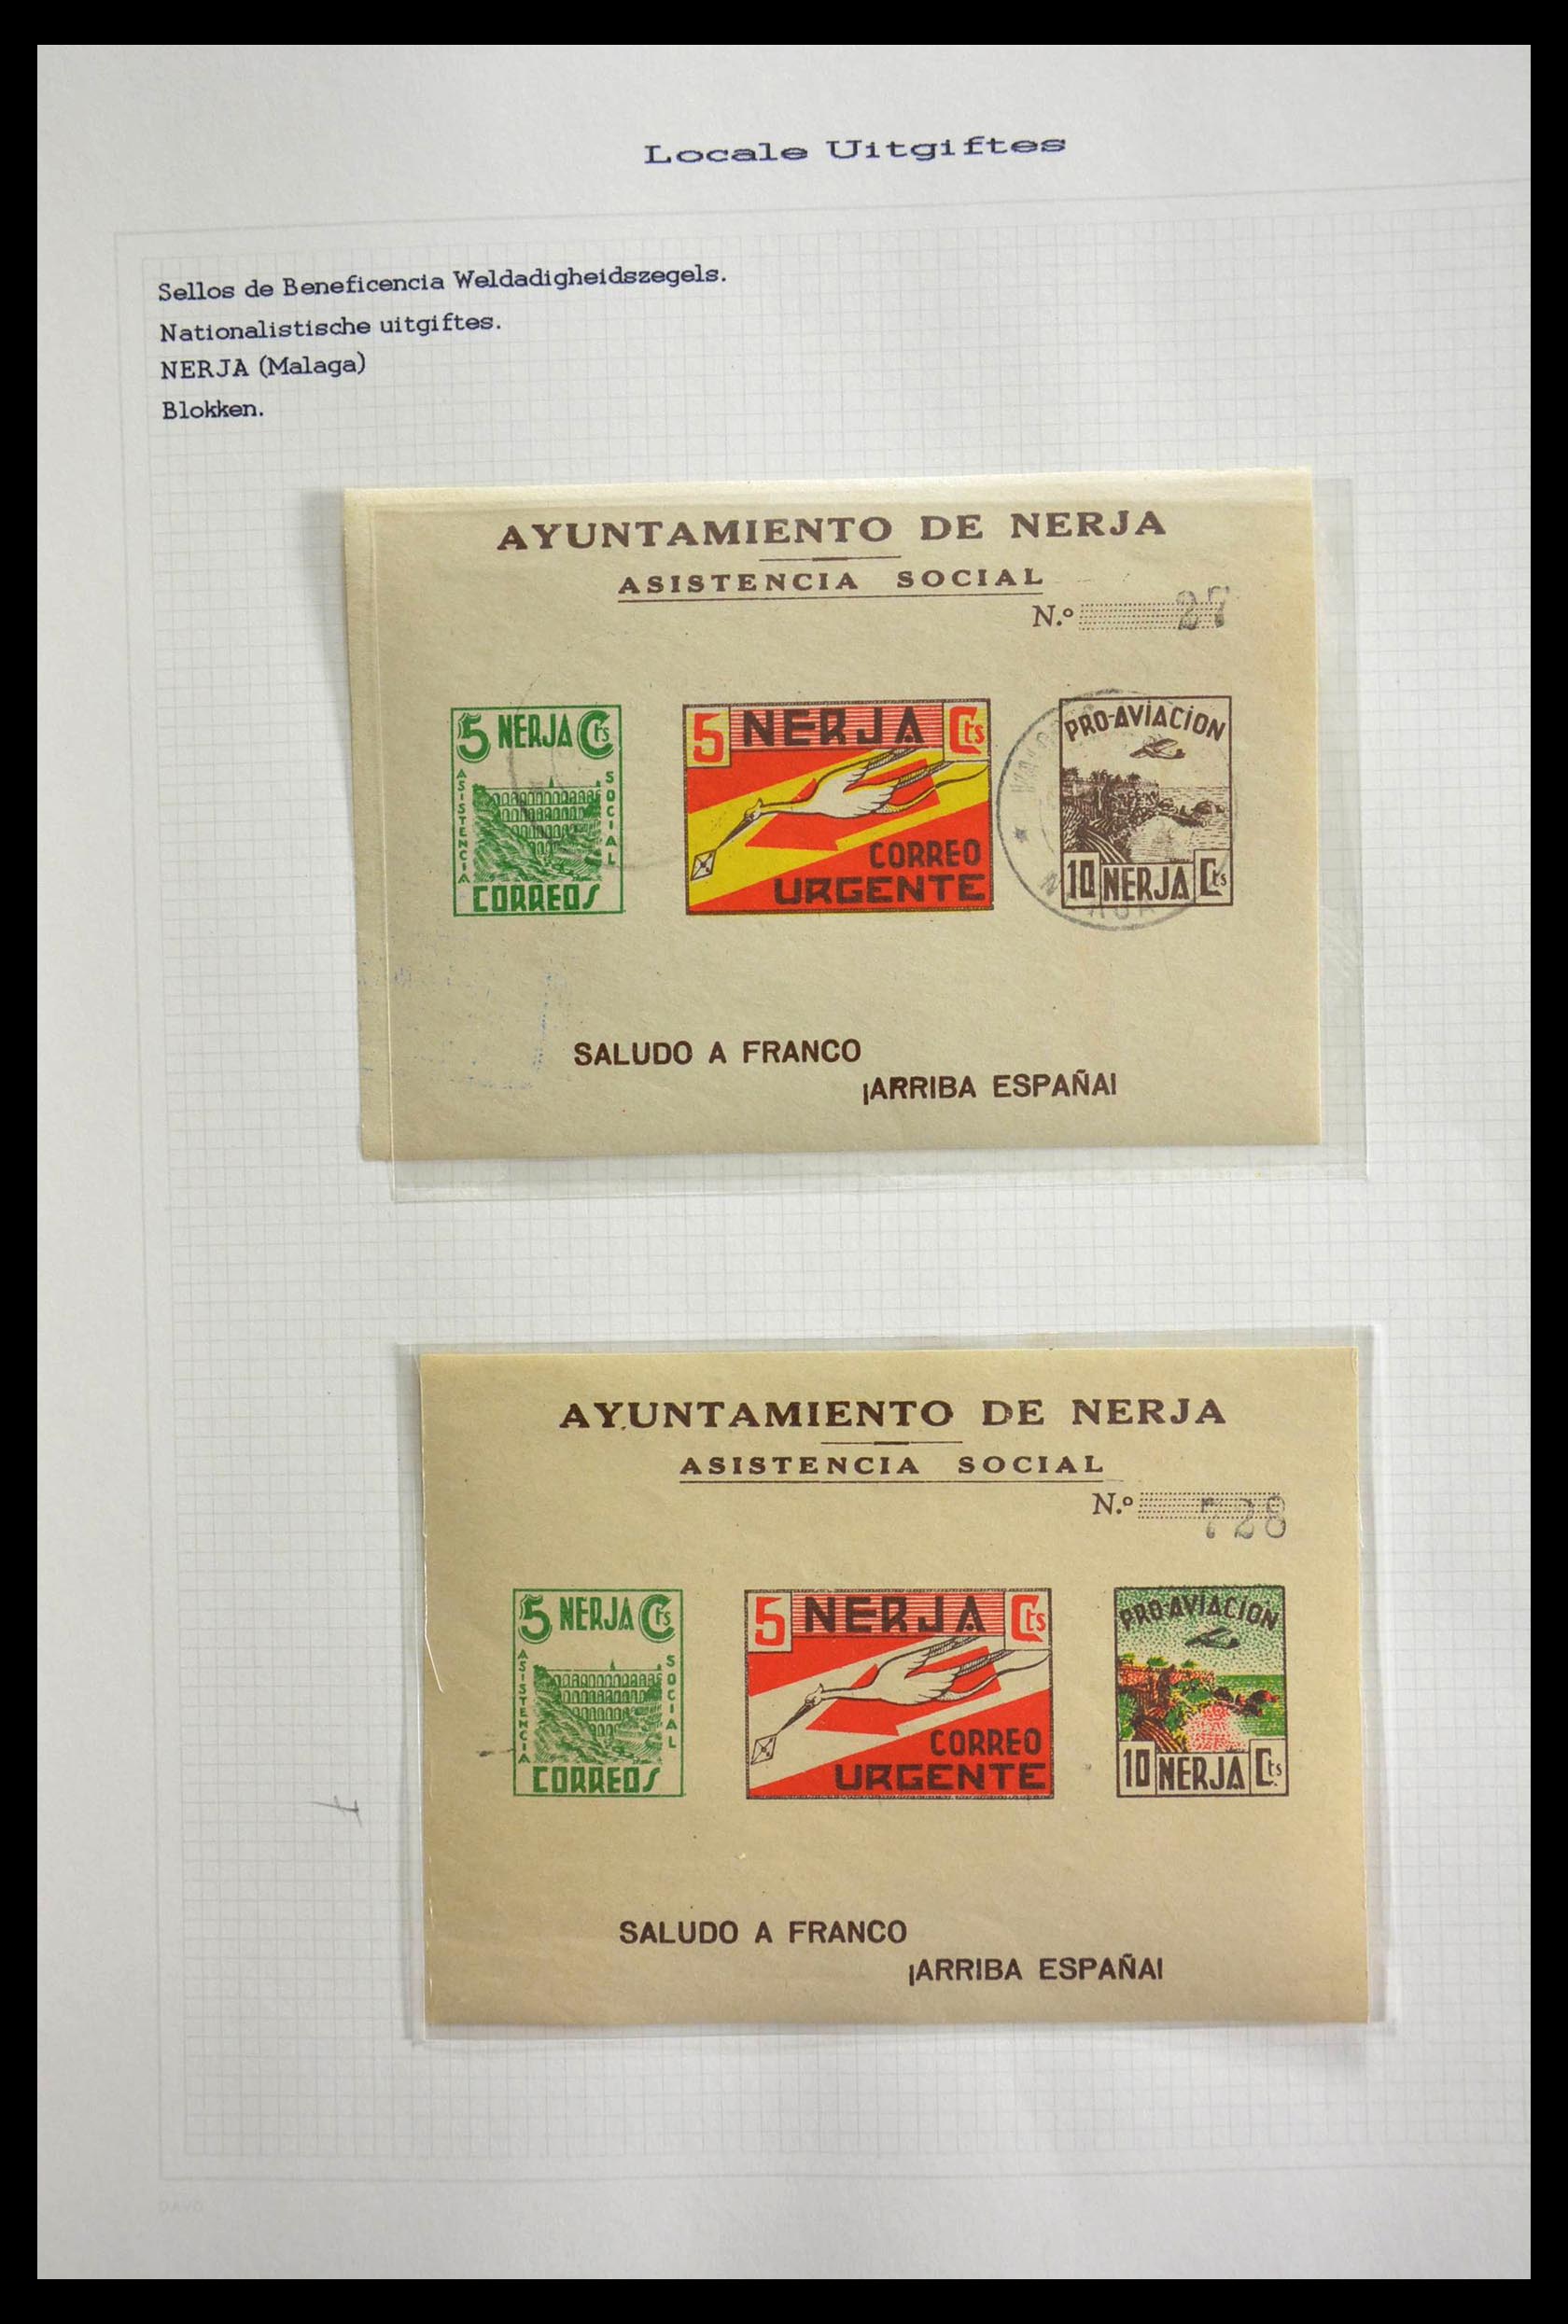 Locale Uitgiftes
Sellos de Beneficencia Weldadigheidszegels.
Nationalistische uitgiftes.
NERJA (Malaga)
Blokken.
AYUNTAMIENTO DE NERJA
ASISTENCIA SOCIAL
N.º 27
5 NERJA Cts
ASISTENCIA
SOCIAL
CORREOS
5 NERJA Cts
CORREO
URGENTE
PRO-AVIACION
10 NERJA Cts
SALUDO A FRANCO
¡ARRIBA ESPAÑA!
AYUNTAMIENTO DE NERJA
ASISTENCIA SOCIAL
N.º 728
5 NERJA Cts
ASISTENCIA
SOCIAL
CORREOS
5 NERJA Cts
CORREO
URGENTE
PRO-AVIACION
10 NERJA Cts
SALUDO A FRANCO
¡ARRIBA ESPAÑA!